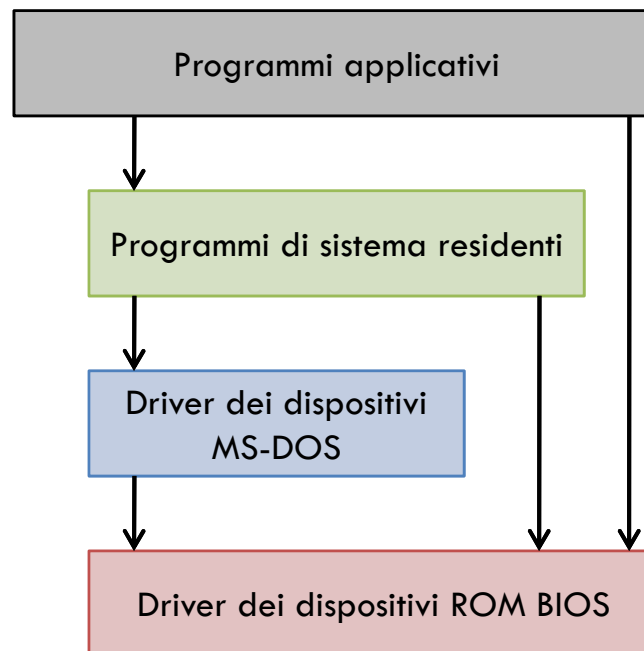 Programmi applicativi
Programmi di sistema residenti
Driver dei dispositivi
MS-DOS
Driver dei dispositivi ROM BIOS